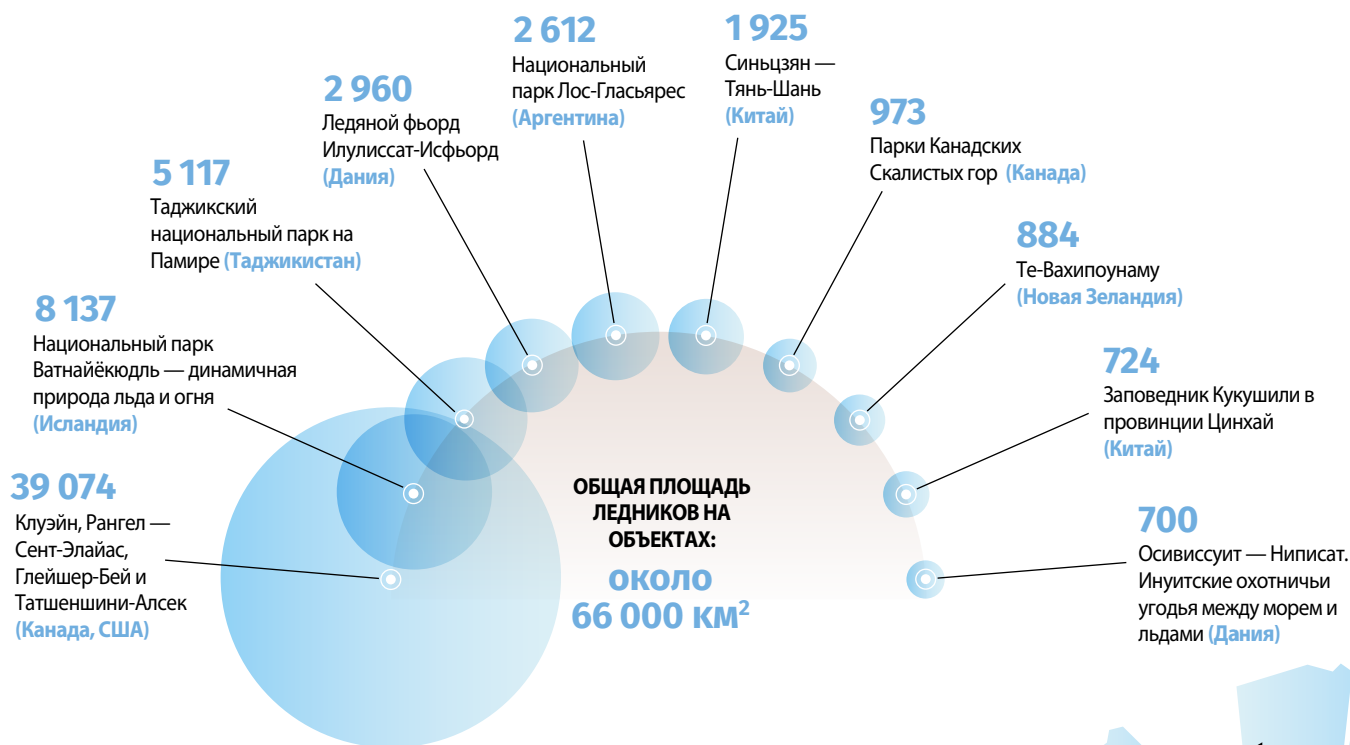 39 074
Клуэйн, Рангел —
Сент-Элайас,
Глейшер-Бей и
Татшеншини-Алсек
(Канада, США)
8 137
Национальный парк
Ватнайёкюдль — динамичная
природа льда и огня
(Исландия)
5 117
Таджикский
национальный парк на
Памире (Таджикистан)
2 960
Ледяной фьорд
Илулиссат-Исфьорд
(Дания)
2 612
Национальный
парк Лос-Гласьярес
(Аргентина)
1 925
Синьцзян —
Тянь-Шань
(Китай)
973
Парки Канадских
Скалистых гор (Канада)
884
Те-Вахипоунаму
(Новая Зеландия)
724
Заповедник Кукушили в
провинции Цинхай
(Китай)
700
Осивиссуит — Ниписат.
Инуитские охотничьи
угодья между морем и
льдами (Дания)
ОБЩАЯ ПЛОЩАДЬ
ЛЕДНИКОВ НА
ОБЪЕКТАХ:
около
66 000 км²